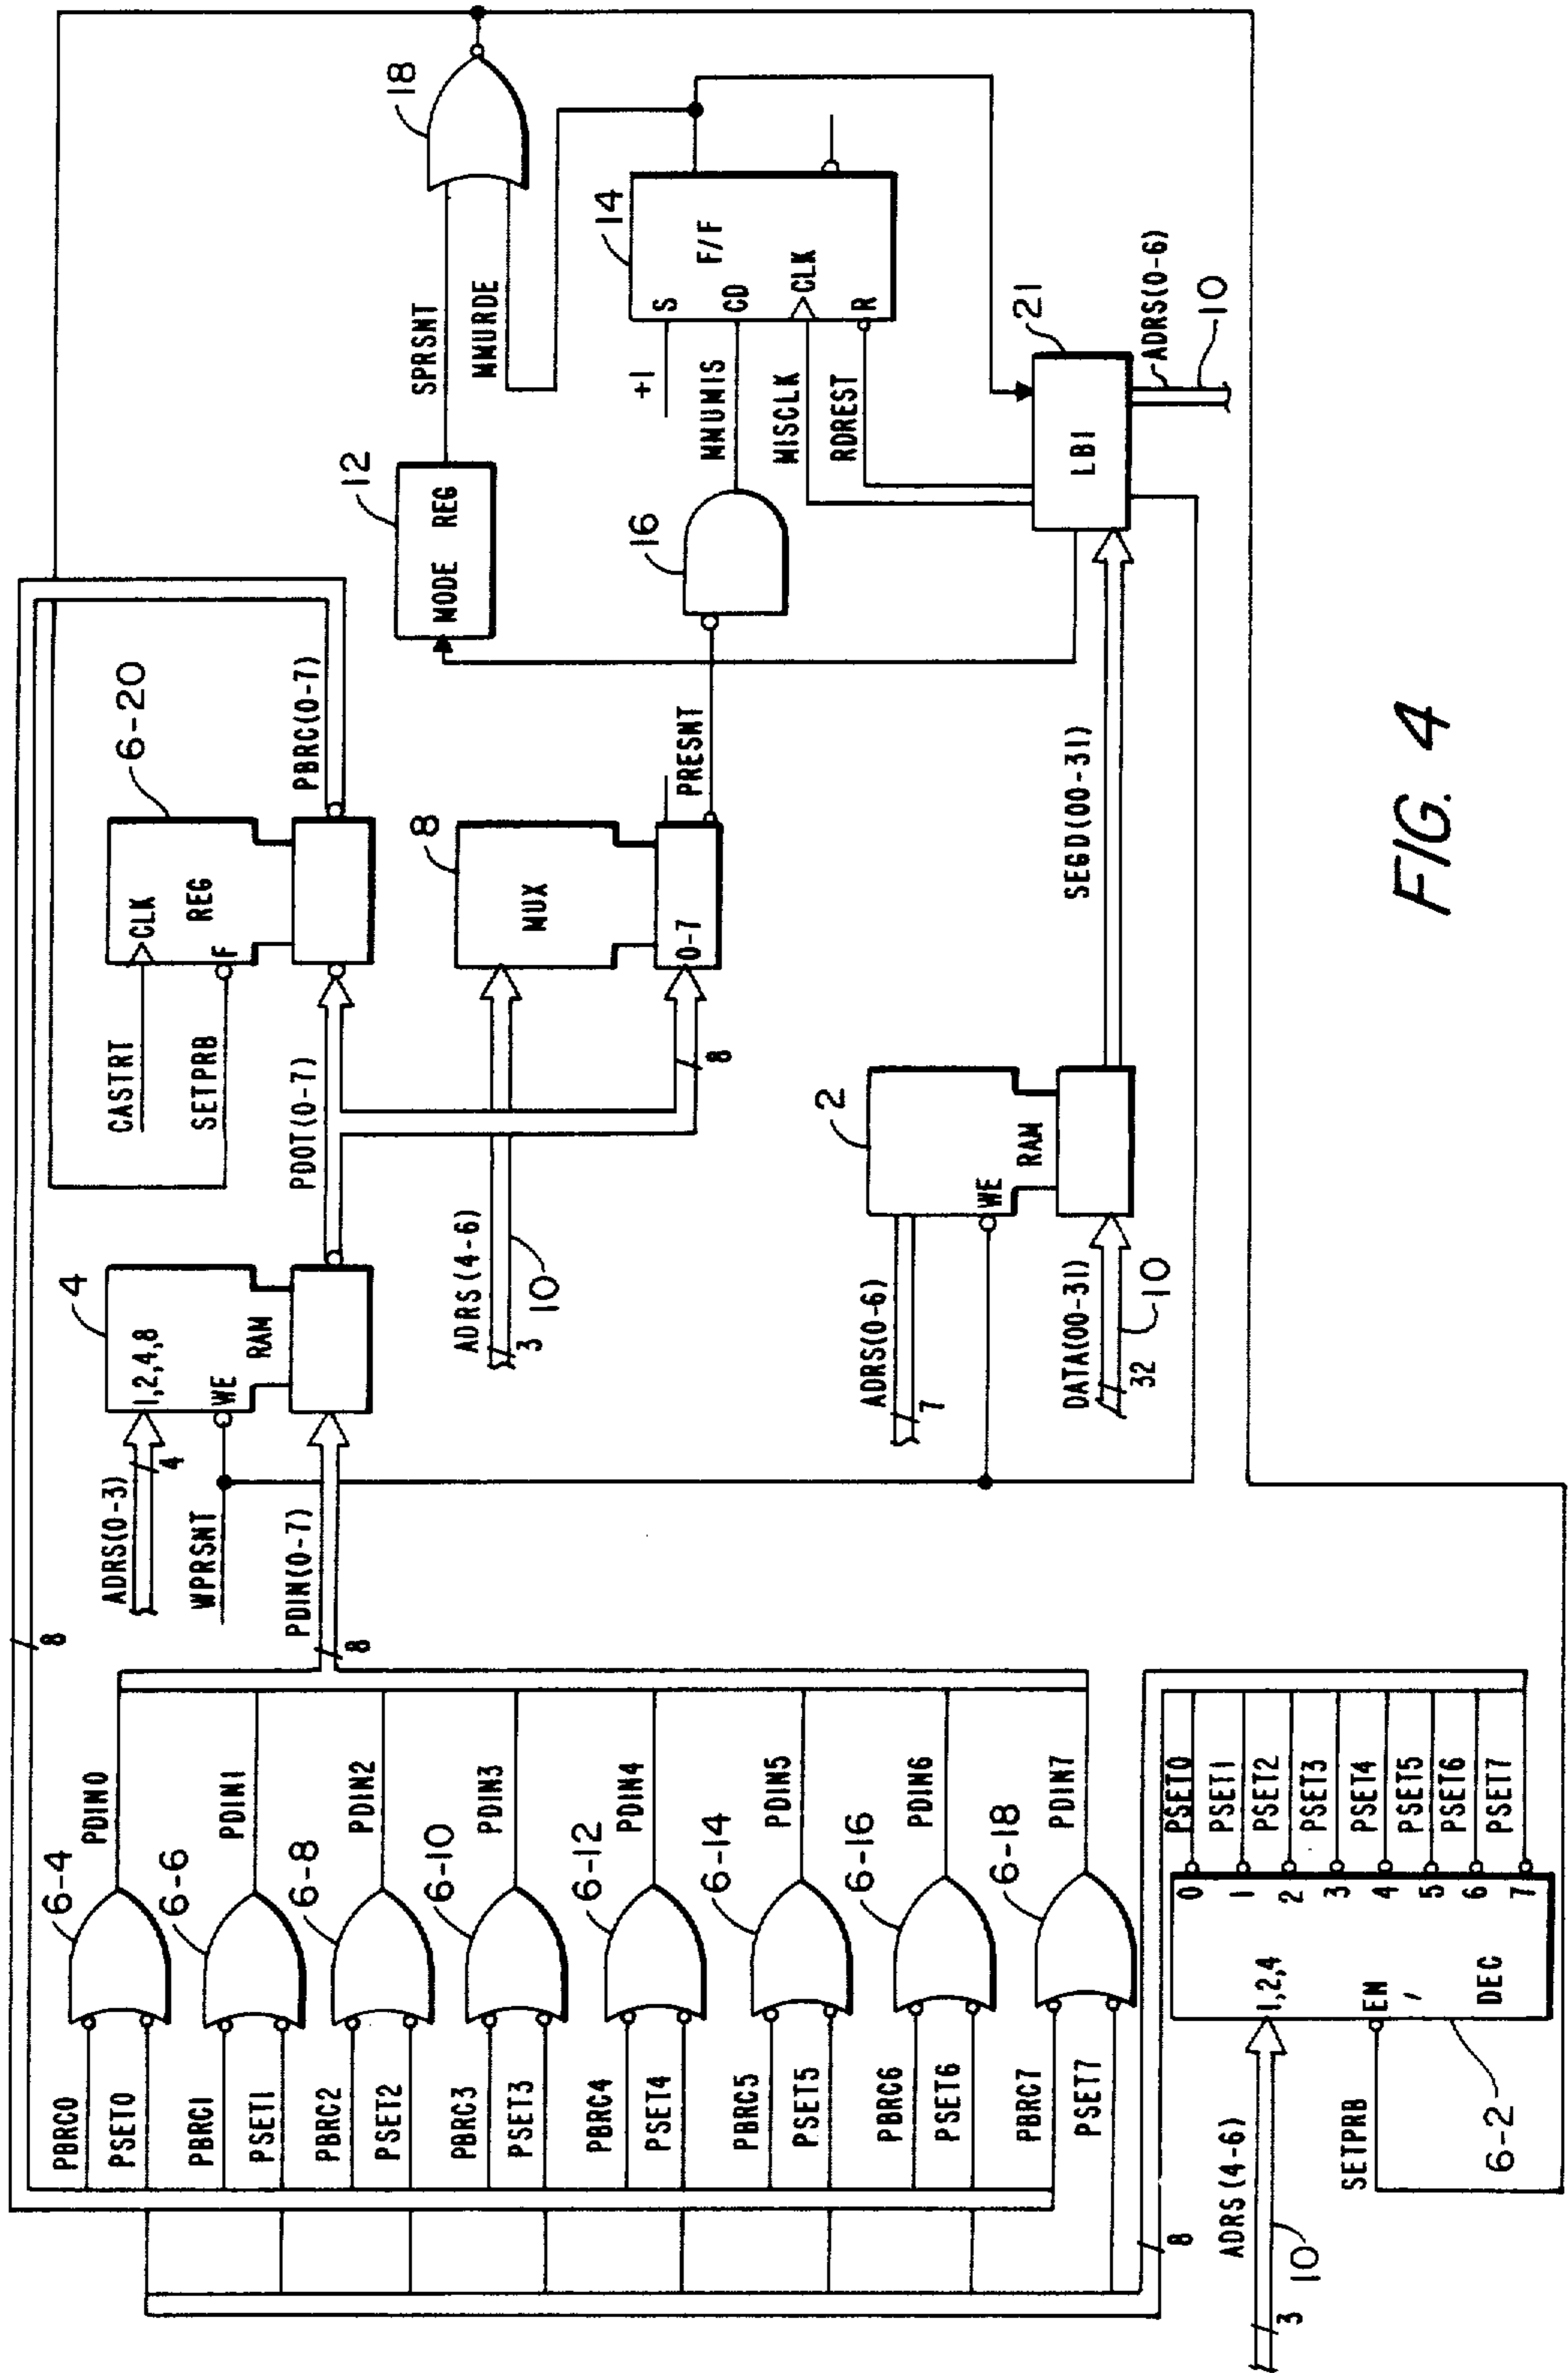 PBRC0
PSET0
PBRC1
PSET1
PBRC2
PSET2
PBRC3
PSET3
PBRC4
PSET4
PBRC5
PSET5
PBRC6
PSET6
PBRC7
PSET7
6-4
6-6
6-8
6-10
6-12
6-14
6-16
6-18
PDIN0
PDIN1
PDIN2
PDIN3
PDIN4
PDIN5
PDIN6
PDIN7
8
8
8
ADRS(4-6)
10
3
SETPRB
6-2
1,2,4
EN
DEC
0
1
2
3
4
5
6
7
PSET0
PSET1
PSET2
PSET3
PSET4
PSET5
PSET6
PSET7
ADRS(0-3)
4
WPRSNT
PDIN(0-7)
4
1,2,4,8
WE
RAM
PDOT(0-7)
CASTRT
SETPRB
CLK
REG
F
6-20
PBRC(0-7)
ADRS(4-6)
10
3
8
8
MUX
0-7
PRESNT
ADRS(0-6)
7
DATA(00-31)
32
10
2
WE
RAM
SEGD(00-31)
12
MODE REG
SPRSNT
MMURDE
18
16
MMUMIS
MISCLK
RDREST
+1
14
S
CD
CLK
R
F/F
LBI
21
ADRS(0-6)
10
FIG. 4